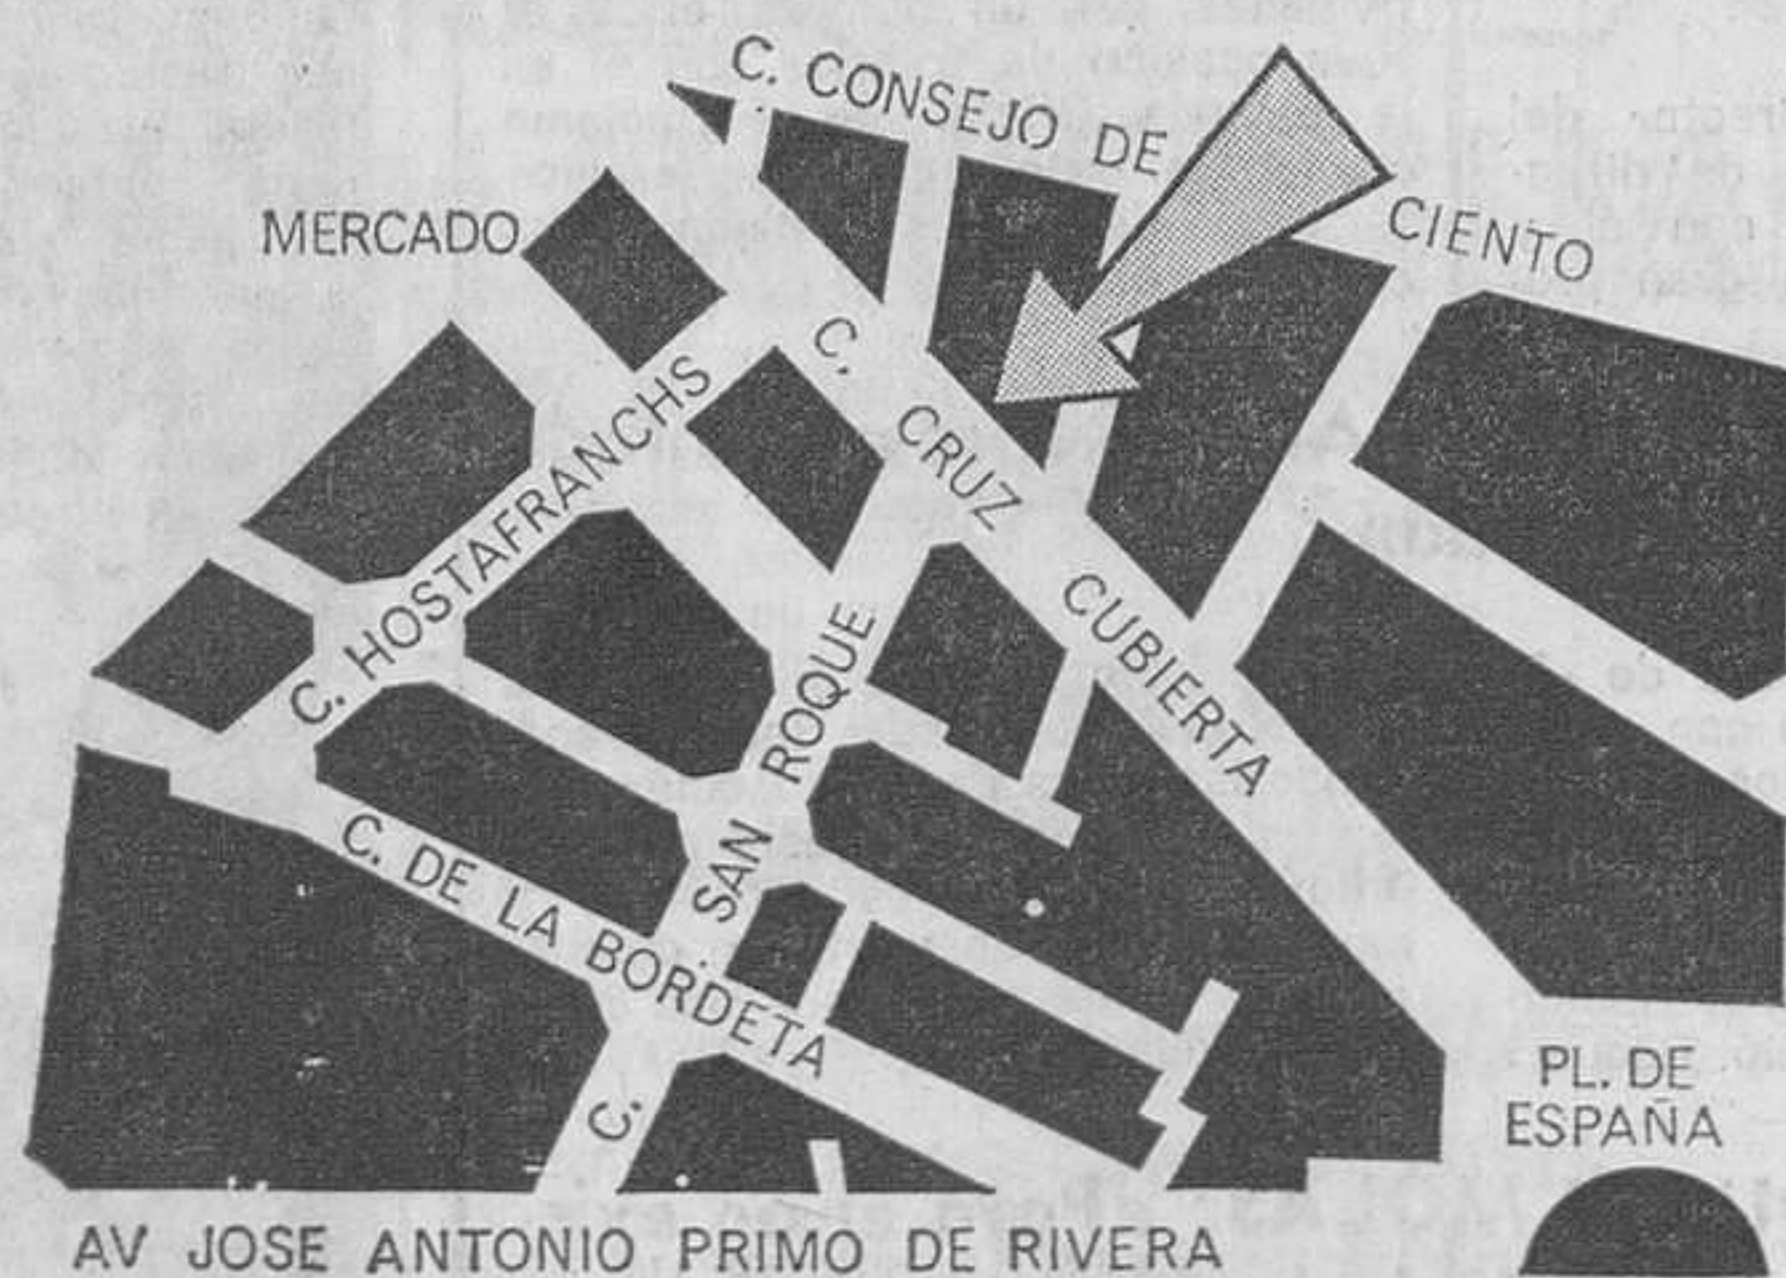 C. CONSEJO DE CIENTO
MERCADO
C. CRUZ CUBIERTA
C. HOSTAFRANCHS
C. SAN ROQUE
C. DE LA BORDETA
PL. DE
ESPAÑA
AV JOSE ANTONIO PRIMO DE RIVERA